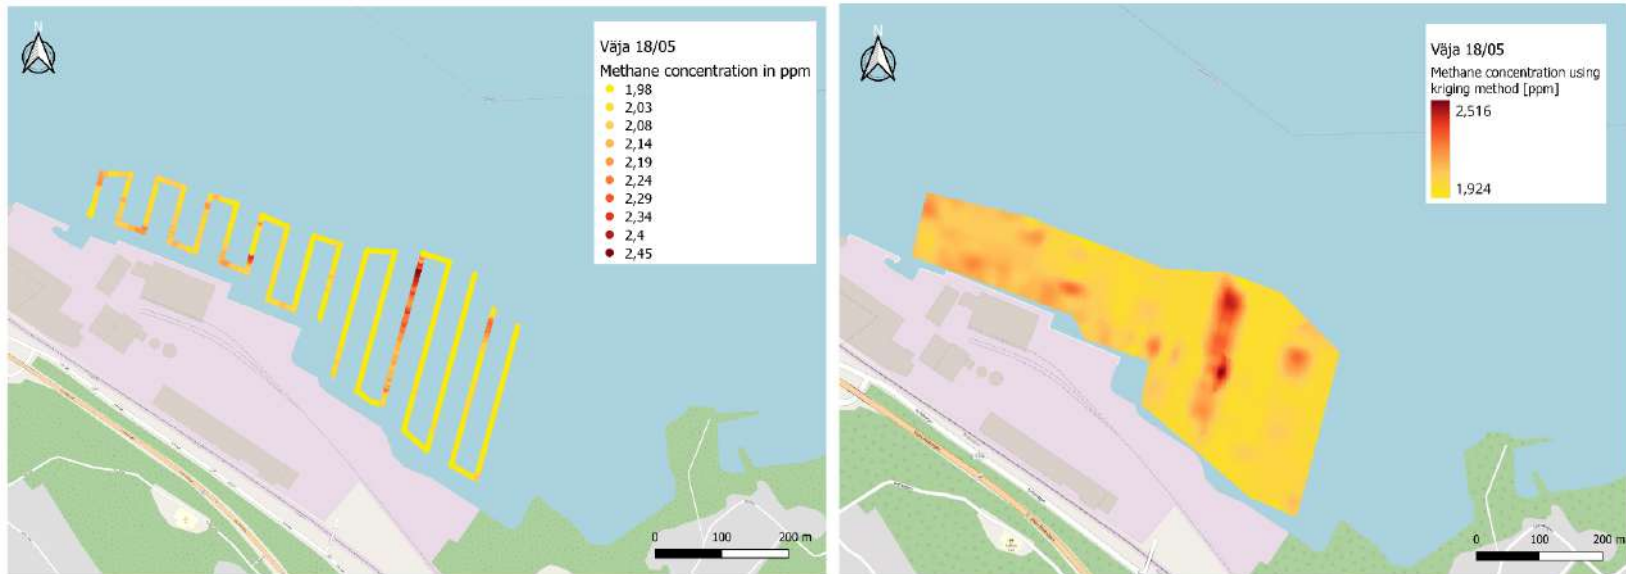 N
Väja 18/05
Methane concentration in ppm
1,98
2,03
2,08
2,14
2,19
2,24
2,29
2,34
2,4
2,45
0 100 200 m
N
Väja 18/05
Methane concentration using
kriging method [ppm]
2,516
1,924
0 100 200 m